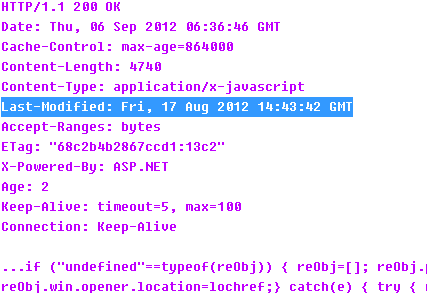 HTTP/1.1 200 OK
Date: Thu, 06 Sep 2012 06:36:46 GMT
Cache-Control: max-age=864000
Content-Length: 4740
Content-Type: application/x-javascript
Last-Modified: Fri, 17 Aug 2012 14:43:42 GMT
Accept-Ranges: bytes
ETag: "68c2b4b2867ccd1:13c2"
X-Powered-By: ASP.NET
Age: 2
Keep-Alive: timeout=5, max=100
Connection: Keep-Alive
...if ("undefined"==typeof(reObj)) { reObj=[]; reObj.
reObj.win.opener.location=lochref;} catch(e) { try {